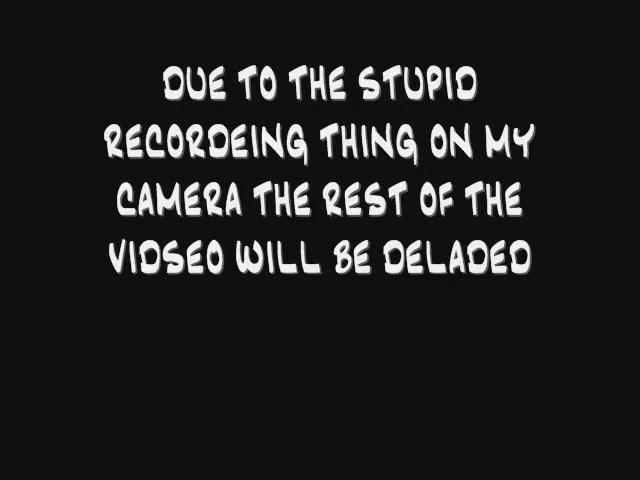 DUE TO THE STUPID
RECORDEING THING ON MY
CAMERA THE REST OF THE
VIDSEO WILL BE DELADED